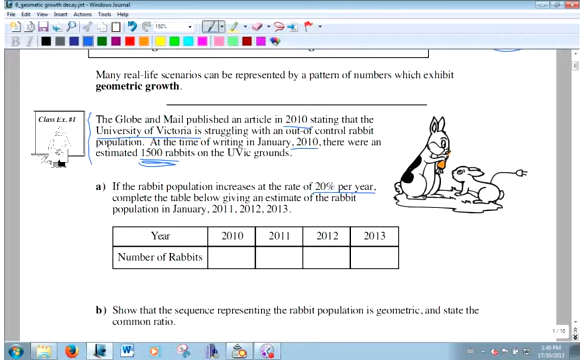 6_geometic growth decay.jnt - Windows Journal
File Edit View Insert Actions Tools Help
150%
B I
Many real-life scenarios can be represented by a pattern of numbers which exhibit
geometric growth.
Class Ex. #1
The Globe and Mail published an article in 2010 stating that the
University of Victoria is struggling with an out-of control rabbit
population. At the time of writing in January, 2010, there were an
estimated 1500 rabbits on the UVic grounds.
a) If the rabbit population increases at the rate of 20% per year,
complete the table below giving an estimate of the rabbit
population in January, 2011, 2012, 2013.
Year 2010 2011 2012 2013
Number of Rabbits
b) Show that the sequence representing the rabbit population is geometric, and state the
common ratio.
1 / 10
1:40 PM
17/10/2013